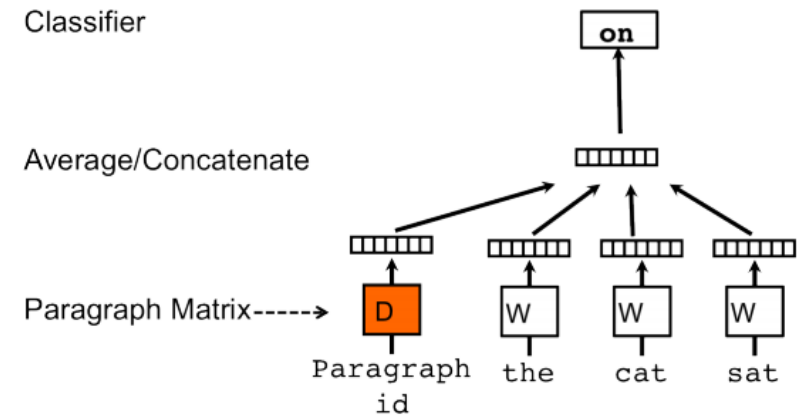 Classifier
on
Average/Concatenate
Paragraph Matrix
D
W
W
W
Paragraph
id
the
cat
sat